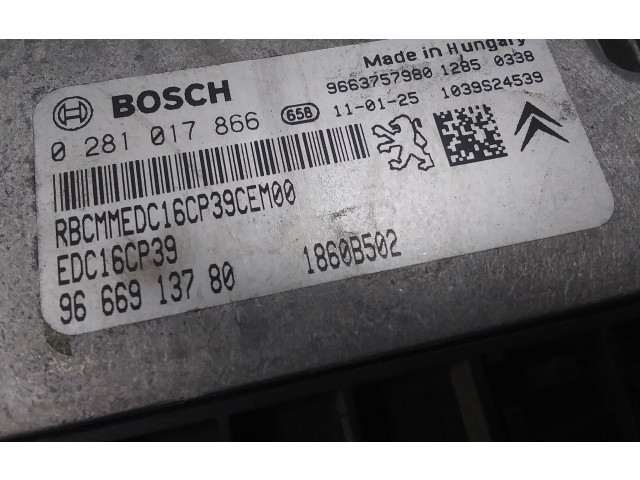 Made in Hungary
BOSCH
9663757980 1285 0338
0 281 017 866 658 11-01-25 1039S24539
RBCMMEDC16CP39CEM00
EDC16CP39
96 669 137 80 1860B502